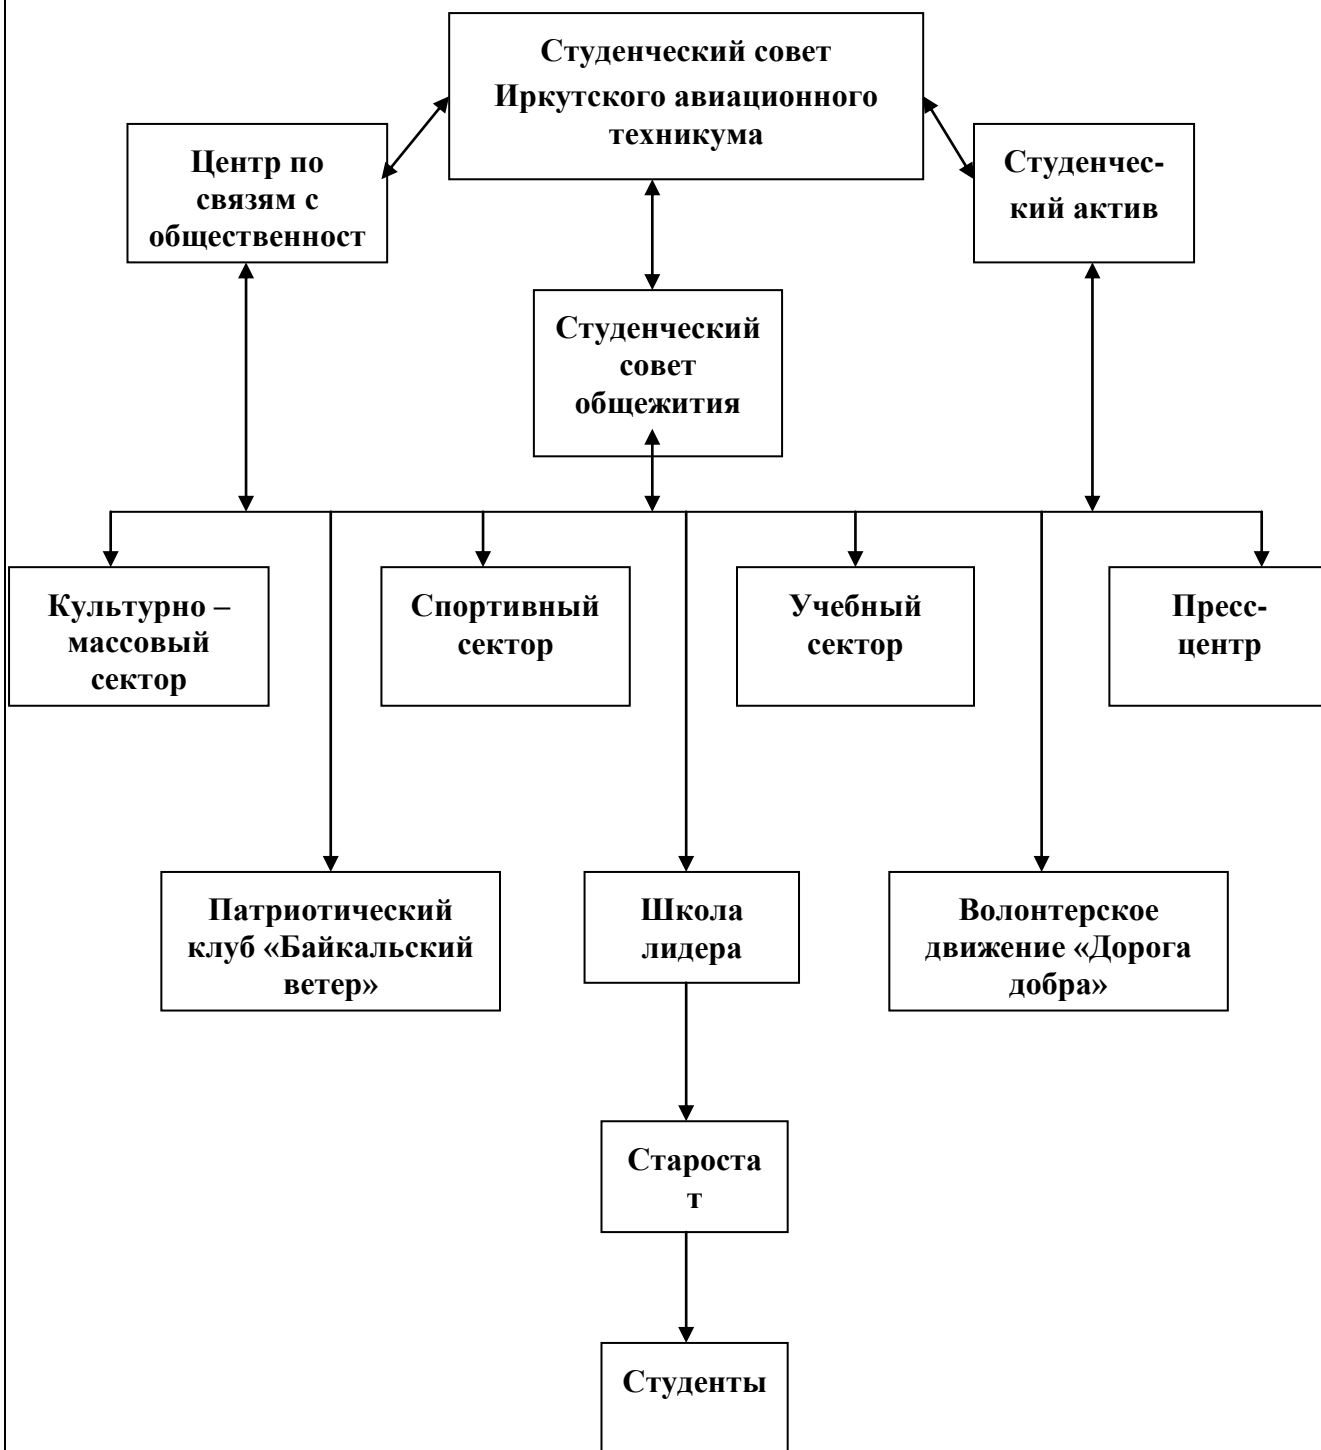 Студенческий совет
Иркутского авиационного
техникума
Центр по
связям с
общественност
Студенчес-
кий актив
Студенческий
совет
общежития
Культурно –
массовый
сектор
Спортивный
сектор
Учебный
сектор
Пресс-
центр
Патриотический
клуб «Байкальский
ветер»
Школа
лидера
Волонтерское
движение «Дорога
добра»
Староста
т
Студенты